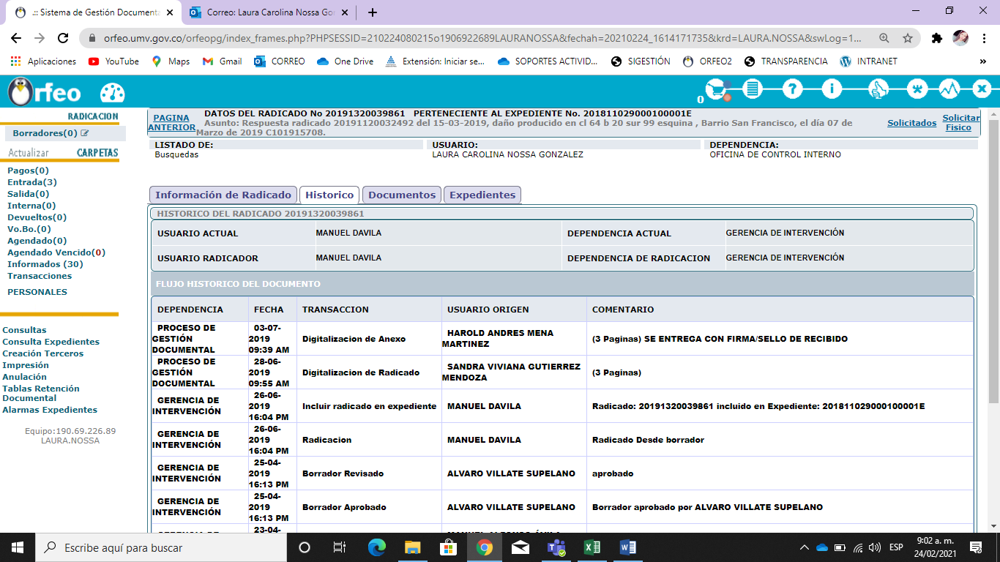 .:: Sistema de Gestión Documenta
Correo: Laura Carolina Nossa Go
orfeo.umv.gov.co/orfeopg/index_frames.php?PHPSESSID=210224080215o1906922689LAURANOSSA&fechah=20210224_1614171735&krd=LAURA.NOSSA&swLog=1...
Aplicaciones YouTube Maps Gmail CORREO One Drive Extensión: Iniciar se... SOPORTES ACTIVID... SIGESTIÓN ORFEO2 TRANSPARENCIA INTRANET »
Orfeo
0
RADICACION
Borradores(0)
Actualizar CARPETAS
Pagos(0)
Entrada(3)
Salida(0)
Interna(0)
Devueltos(0)
Vo.Bo.(0)
Agendado(0)
Agendado Vencido(0)
Informados (30)
Transacciones
PERSONALES
Consultas
Consulta Expedientes
Creación Terceros
Impresión
Anulación
Tablas Retención
Documental
Alarmas Expedientes
Equipo:190.69.226.89
LAURA.NOSSA
PAGINA
ANTERIOR
DATOS DEL RADICADO No 20191320039861 PERTENECIENTE AL EXPEDIENTE No. 201811029000100001E
Asunto: Respuesta radicado 20191120032492 del 15-03-2019, daño producido en cl 64 b 20 sur 99 esquina , Barrio San Francisco, el día 07 de
Marzo de 2019 C101915708.
Solicitados
Solicitar
Fisico
LISTADO DE: USUARIO: DEPENDENCIA:
Busquedas LAURA CAROLINA NOSSA GONZALEZ OFICINA DE CONTROL INTERNO
Información de Radicado Historico Documentos Expedientes
HISTORICO DEL RADICADO 20191320039861
USUARIO ACTUAL MANUEL DAVILA DEPENDENCIA ACTUAL GERENCIA DE INTERVENCIÓN
USUARIO RADICADOR MANUEL DAVILA DEPENDENCIA DE RADICACION GERENCIA DE INTERVENCIÓN
FLUJO HISTORICO DEL DOCUMENTO
DEPENDENCIA FECHA TRANSACCION USUARIO ORIGEN COMENTARIO
PROCESO DE
GESTIÓN
DOCUMENTAL
03-07-
2019
09:39 AM
Digitalizacion de Anexo
HAROLD ANDRES MENA
MARTINEZ
(3 Paginas) SE ENTREGA CON FIRMA/SELLO DE RECIBIDO
PROCESO DE
GESTIÓN
DOCUMENTAL
28-06-
2019
09:55 AM
Digitalizacion de Radicado
SANDRA VIVIANA GUTIERREZ
MENDOZA
(3 Paginas)
GERENCIA DE
INTERVENCIÓN
26-06-
2019
16:04 PM
Incluir radicado en expediente
MANUEL DAVILA
Radicado: 20191320039861 incluido en Expediente: 201811029000100001E
GERENCIA DE
INTERVENCIÓN
26-06-
2019
16:04 PM
Radicacion
MANUEL DAVILA
Radicado Desde borrador
GERENCIA DE
INTERVENCIÓN
25-04-
2019
16:13 PM
Borrador Revisado
ALVARO VILLATE SUPELANO
aprobado
GERENCIA DE
INTERVENCIÓN
25-04-
2019
16:13 PM
Borrador Aprobado
ALVARO VILLATE SUPELANO
Borrador aprobado por ALVARO VILLATE SUPELANO
23-04-
Escribe aquí para buscar
ESP
9:02 a. m.
24/02/2021